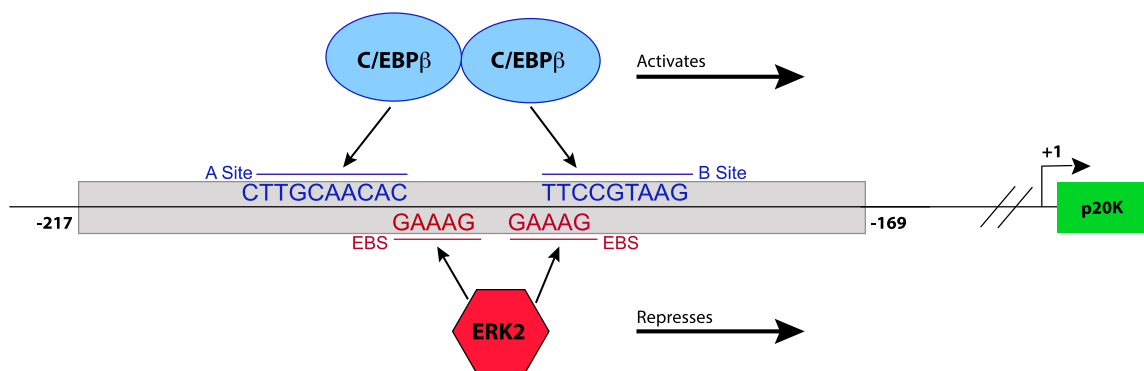 C/EBPβ C/EBPβ Activates
+1
A Site B Site
CTTGCAACAC TTCCGTAAG
-217 GAAAG GAAAG -169 p20K
EBS EBS
ERK2 Represses